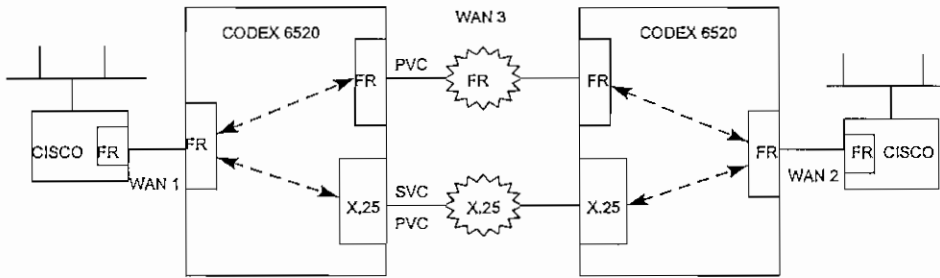 WAN 3
CODEX 6520
CODEX 6520
PVC
FR
FR
FR
CISCO FR
FR
FR
FR CISCO
WAN 1
WAN 2
SVC
X.25
X.25
X.25
PVC